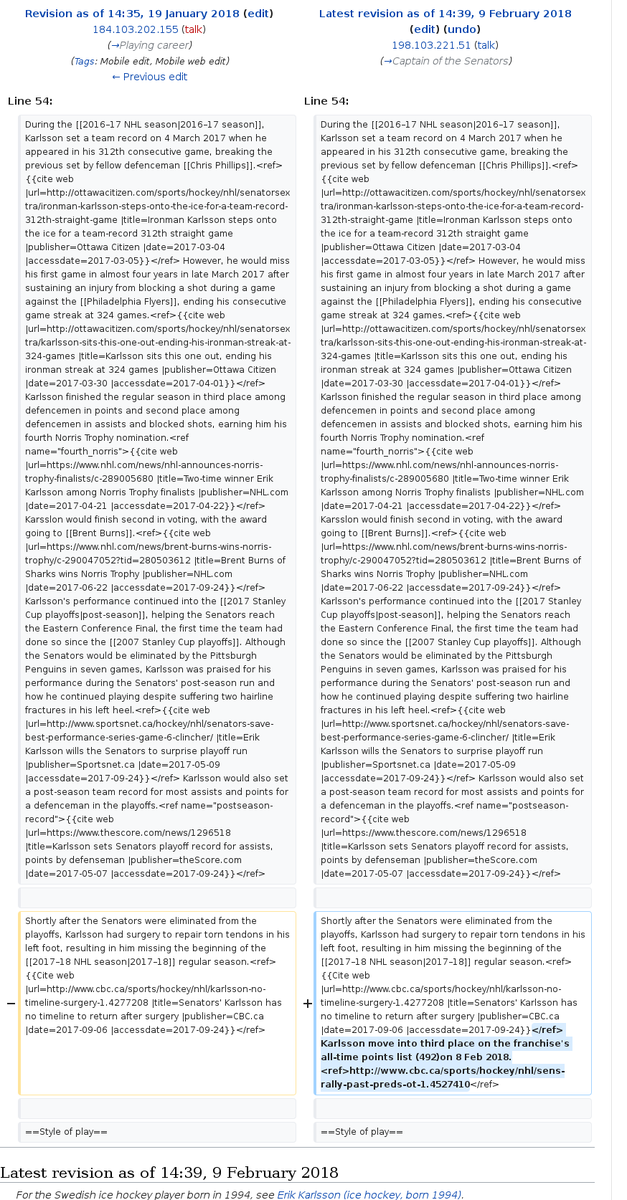 Revision as of 14:35, 19 January 2018 (edit)
184.103.202.155 (talk)
(→Playing career)
(Tags: Mobile edit, Mobile web edit)
← Previous edit
Latest revision as of 14:39, 9 February 2018
(edit) (undo)
198.103.221.51 (talk)
(→Captain of the Senators)
Line 54:
Line 54:
During the [[2016–17 NHL season|2016–17 season]],
Karlsson set a team record on 4 March 2017 when he
appeared in his 312th consecutive game, breaking the
previous set by fellow defenceman [[Chris Phillips]].<ref>
{{cite web
|url=http://ottawacitizen.com/sports/hockey/nhl/senatorsex
tra/ironman-karlsson-steps-onto-the-ice-for-a-team-record-
312th-straight-game |title=Ironman Karlsson steps onto
the ice for a team-record 312th straight game
|publisher=Ottawa Citizen |date=2017-03-04
|accessdate=2017-03-05}}</ref> However, he would miss
his first game in almost four years in late March 2017 after
sustaining an injury from blocking a shot during a game
against the [[Philadelphia Flyers]], ending his consecutive
game streak at 324 games.<ref>{{cite web
|url=http://ottawacitizen.com/sports/hockey/nhl/senatorsex
tra/karlsson-sits-this-one-out-ending-his-ironman-streak-at-
324-games |title=Karlsson sits this one out, ending his
ironman streak at 324 games |publisher=Ottawa Citizen
|date=2017-03-30 |accessdate=2017-04-01}}</ref>
Karlsson finished the regular season in third place among
defencemen in points and second place among
defencemen in assists and blocked shots, earning him his
fourth Norris Trophy nomination.<ref
name="fourth_norris">{{cite web
|url=https://www.nhl.com/news/nhl-announces-norris-
trophy-finalists/c-289005680 |title=Two-time winner Erik
Karlsson among Norris Trophy finalists |publisher=NHL.com
|date=2017-04-21 |accessdate=2017-04-22}}</ref>
Karsslon would finish second in voting, with the award
going to [[Brent Burns]].<ref>{{cite web
|url=https://www.nhl.com/news/brent-burns-wins-norris-
trophy/c-290047052?tid=280503612 |title=Brent Burns of
Sharks wins Norris Trophy |publisher=NHL.com
|date=2017-06-22 |accessdate=2017-09-24}}</ref>
Karlsson's performance continued into the [[2017 Stanley
Cup playoffs|post-season]], helping the Senators reach
the Eastern Conference Final, the first time the team had
done so since the [[2007 Stanley Cup playoffs]]. Although
the Senators would be eliminated by the Pittsburgh
Penguins in seven games, Karlsson was praised for his
performance during the Senators' post-season run and
how he continued playing despite suffering two hairline
fractures in his left heel.<ref>{{cite web
|url=http://www.sportsnet.ca/hockey/nhl/senators-save-
best-performance-series-game-6-clincher/ |title=Erik
Karlsson wills the Senators to surprise playoff run
|publisher=Sportsnet.ca |date=2017-05-09
|accessdate=2017-09-24}}</ref> Karlsson would also set
a post-season team record for most assists and points for
a defenceman in the playoffs.<ref name="postseason-
record">{{cite web
|url=https://www.thescore.com/news/1296518
|title=Karlsson sets Senators playoff record for assists,
points by defenseman |publisher=theScore.com
|date=2017-05-07 |accessdate=2017-09-24}}</ref>
During the [[2016–17 NHL season|2016–17 season]],
Karlsson set a team record on 4 March 2017 when he
appeared in his 312th consecutive game, breaking the
previous set by fellow defenceman [[Chris Phillips]].<ref>
{{cite web
|url=http://ottawacitizen.com/sports/hockey/nhl/senatorsex
tra/ironman-karlsson-steps-onto-the-ice-for-a-team-record-
312th-straight-game |title=Ironman Karlsson steps onto
the ice for a team-record 312th straight game
|publisher=Ottawa Citizen |date=2017-03-04
|accessdate=2017-03-05}}</ref> However, he would miss
his first game in almost four years in late March 2017 after
sustaining an injury from blocking a shot during a game
against the [[Philadelphia Flyers]], ending his consecutive
game streak at 324 games.<ref>{{cite web
|url=http://ottawacitizen.com/sports/hockey/nhl/senatorsex
tra/karlsson-sits-this-one-out-ending-his-ironman-streak-at-
324-games |title=Karlsson sits this one out, ending his
ironman streak at 324 games |publisher=Ottawa Citizen
|date=2017-03-30 |accessdate=2017-04-01}}</ref>
Karlsson finished the regular season in third place among
defencemen in points and second place among
defencemen in assists and blocked shots, earning him his
fourth Norris Trophy nomination.<ref
name="fourth_norris">{{cite web
|url=https://www.nhl.com/news/nhl-announces-norris-
trophy-finalists/c-289005680 |title=Two-time winner Erik
Karlsson among Norris Trophy finalists |publisher=NHL.com
|date=2017-04-21 |accessdate=2017-04-22}}</ref>
Karsslon would finish second in voting, with the award
going to [[Brent Burns]].<ref>{{cite web
|url=https://www.nhl.com/news/brent-burns-wins-norris-
trophy/c-290047052?tid=280503612 |title=Brent Burns of
Sharks wins Norris Trophy |publisher=NHL.com
|date=2017-06-22 |accessdate=2017-09-24}}</ref>
Karlsson's performance continued into the [[2017 Stanley
Cup playoffs|post-season]], helping the Senators reach
the Eastern Conference Final, the first time the team had
done so since the [[2007 Stanley Cup playoffs]]. Although
the Senators would be eliminated by the Pittsburgh
Penguins in seven games, Karlsson was praised for his
performance during the Senators' post-season run and
how he continued playing despite suffering two hairline
fractures in his left heel.<ref>{{cite web
|url=http://www.sportsnet.ca/hockey/nhl/senators-save-
best-performance-series-game-6-clincher/ |title=Erik
Karlsson wills the Senators to surprise playoff run
|publisher=Sportsnet.ca |date=2017-05-09
|accessdate=2017-09-24}}</ref> Karlsson would also set
a post-season team record for most assists and points for
a defenceman in the playoffs.<ref name="postseason-
record">{{cite web
|url=https://www.thescore.com/news/1296518
|title=Karlsson sets Senators playoff record for assists,
points by defenseman |publisher=theScore.com
|date=2017-05-07 |accessdate=2017-09-24}}</ref>
−
Shortly after the Senators were eliminated from the
playoffs, Karlsson had surgery to repair torn tendons in his
left foot, resulting in him missing the beginning of the
[[2017–18 NHL season|2017–18]] regular season.<ref>
{{Cite web
|url=http://www.cbc.ca/sports/hockey/nhl/karlsson-no-
timeline-surgery-1.4277208 |title=Senators' Karlsson has
no timeline to return after surgery |publisher=CBC.ca
|date=2017-09-06 |accessdate=2017-09-24}}</ref>
+
Shortly after the Senators were eliminated from the
playoffs, Karlsson had surgery to repair torn tendons in his
left foot, resulting in him missing the beginning of the
[[2017–18 NHL season|2017–18]] regular season.<ref>
{{Cite web
|url=http://www.cbc.ca/sports/hockey/nhl/karlsson-no-
timeline-surgery-1.4277208 |title=Senators' Karlsson has
no timeline to return after surgery |publisher=CBC.ca
|date=2017-09-06 |accessdate=2017-09-24}}</ref>
Karlsson move into third place on the franchise's
all-time points list (492)on 8 Feb 2018.
<ref>http://www.cbc.ca/sports/hockey/nhl/sens-
rally-past-preds-ot-1.4527410</ref>
==Style of play==
==Style of play==
Latest revision as of 14:39, 9 February 2018
For the Swedish ice hockey player born in 1994, see Erik Karlsson (ice hockey, born 1994).